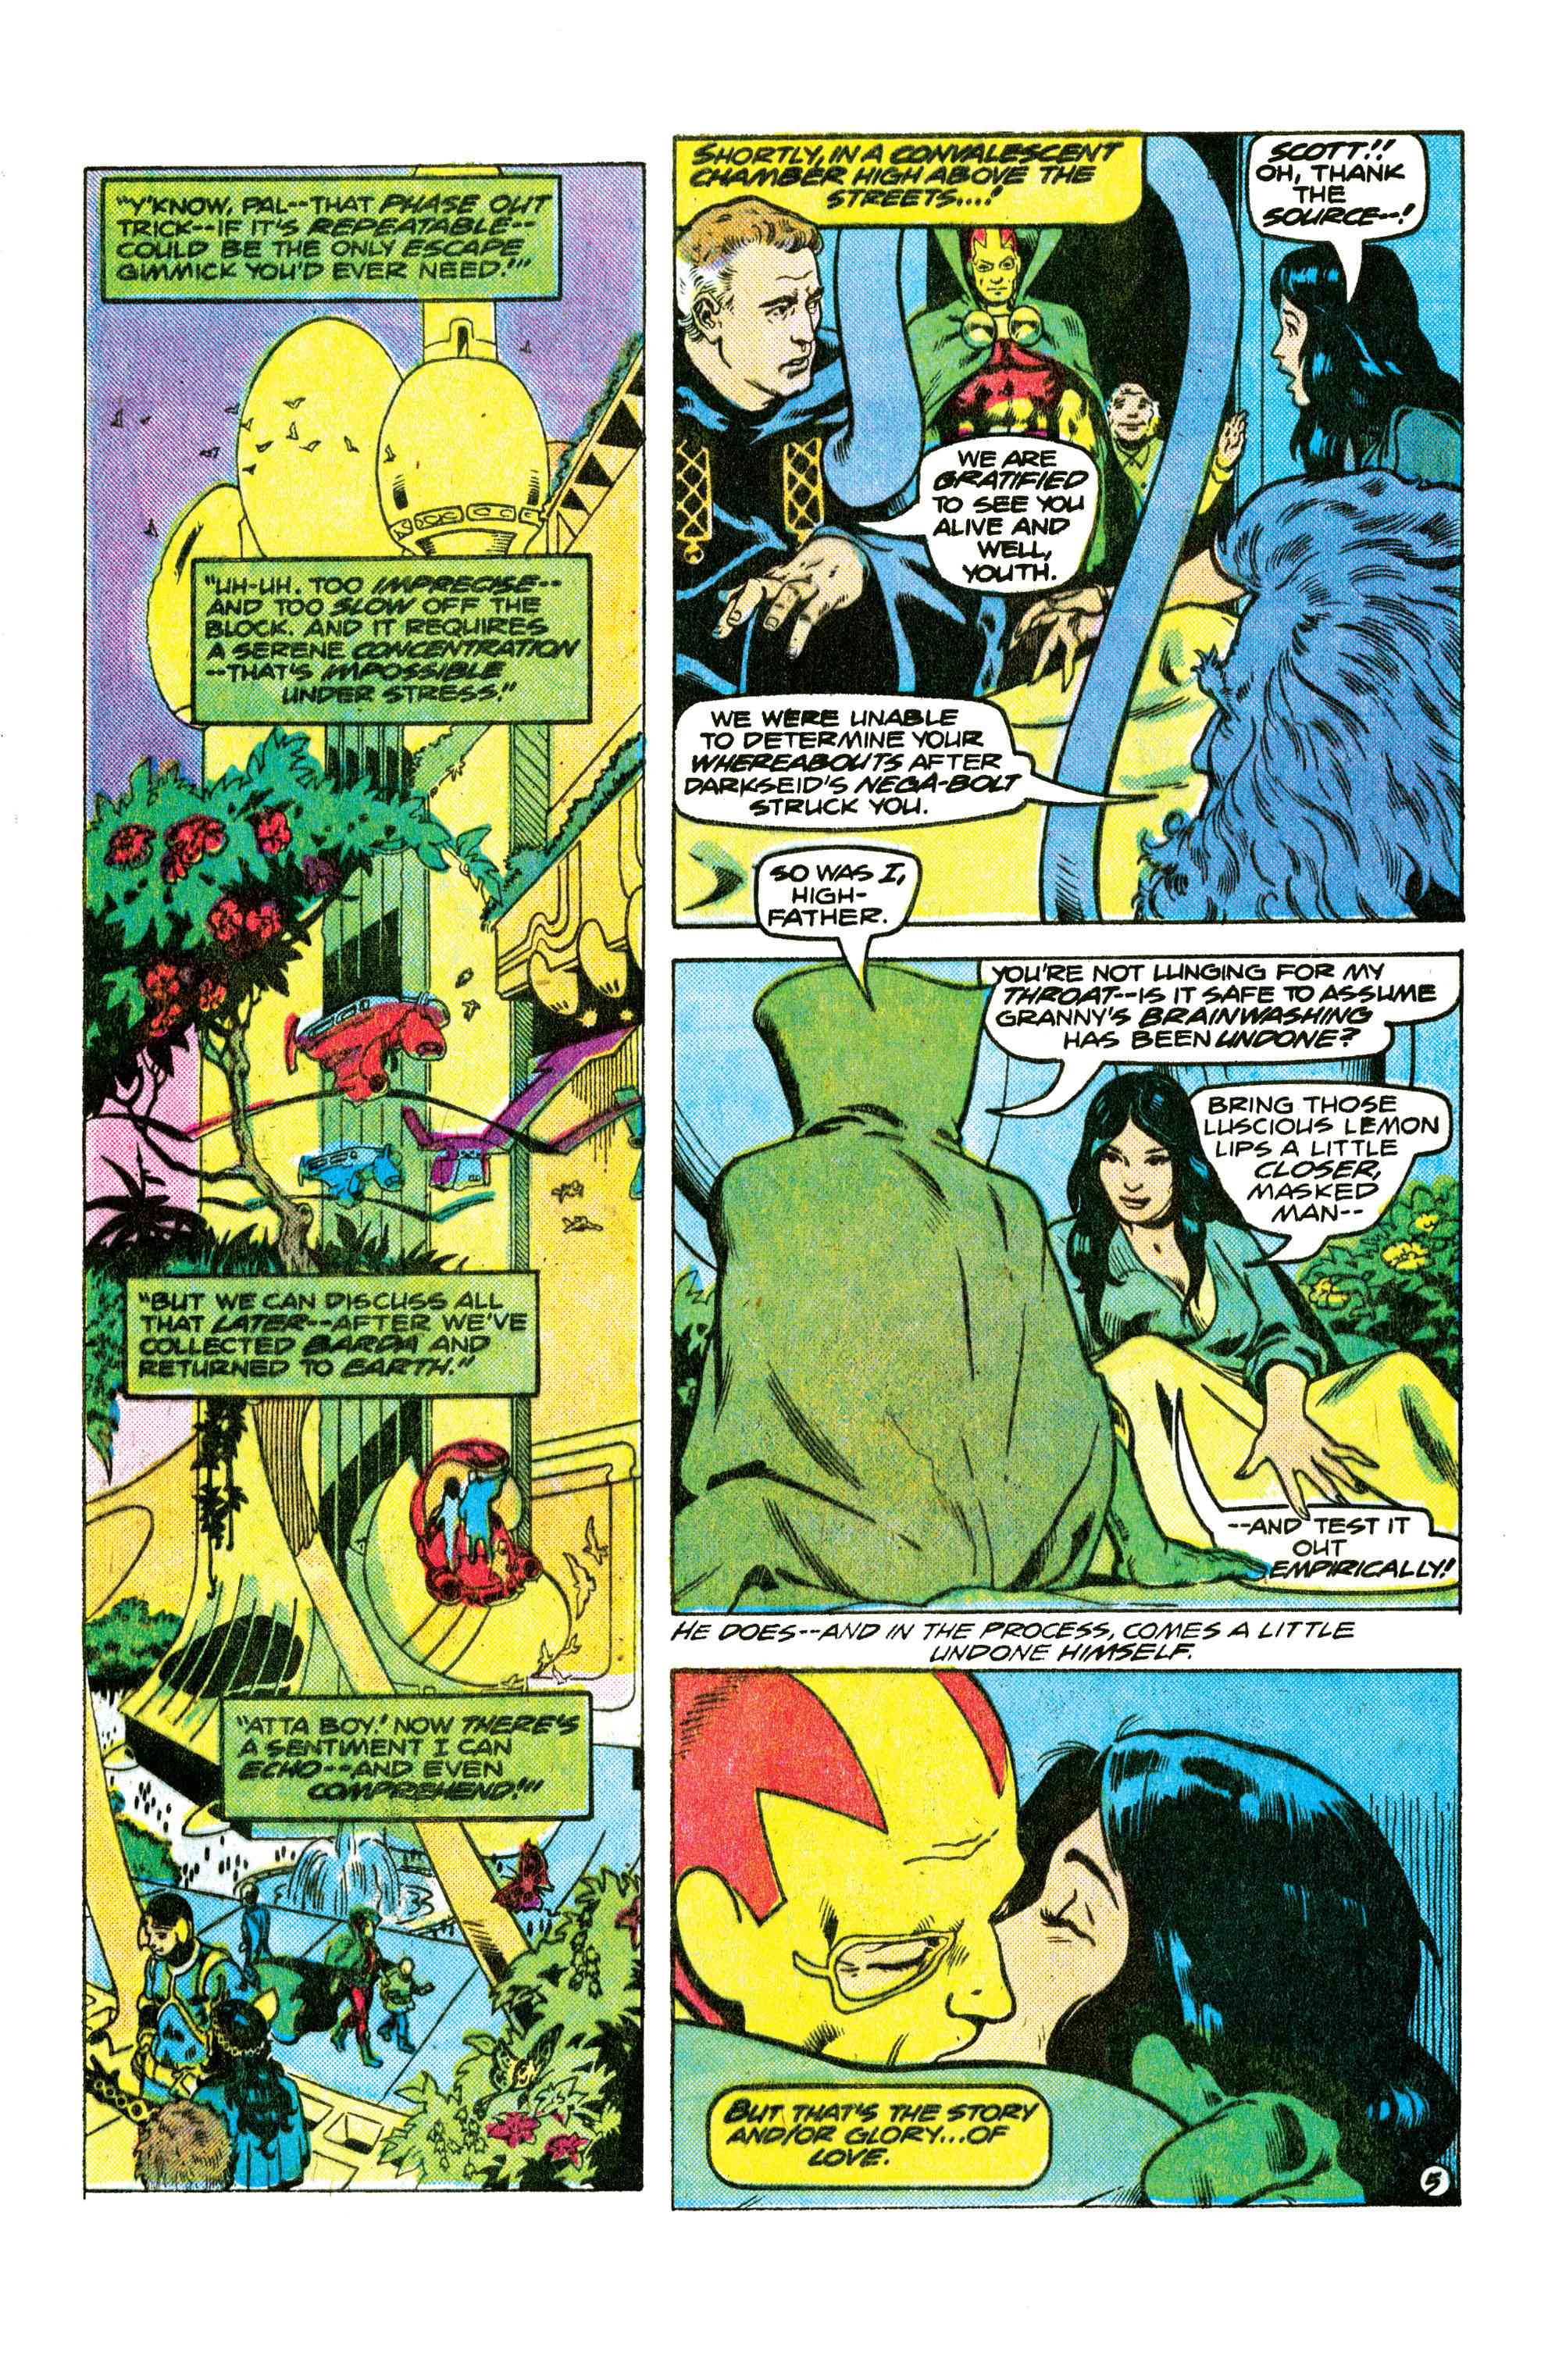 "Y'KNOW, PAL--THAT PHASE OUT
TRICK--IF IT'S REPEATABLE--
COULD BE THE ONLY ESCAPE
GIMMICK YOU'D EVER NEED.'"
"UH-UH. TOO IMPRECISE--
AND TOO SLOW OFF THE
BLOCK. AND IT REQUIRES
A SERENE CONCENTRATION
--THAT'S IMPOSSIBLE
UNDER STRESS."
"BUT WE CAN DISCUSS ALL
THAT LATER--AFTER WE'VE
COLLECTED BARDA AND
RETURNED TO EARTH."
"ATTA BOY! NOW THERE'S
A SENTIMENT I CAN
ECHO--AND EVEN
COMPREHEND!'"
SHORTLY, IN A CONVALESCENT
CHAMBER HIGH ABOVE THE
STREETS...!
SCOTT!!
OH, THANK
THE
SOURCE--!
WE ARE
GRATIFIED
TO SEE YOU
ALIVE AND
WELL,
YOUTH.
WE WERE UNABLE
TO DETERMINE YOUR
WHEREABOUTS AFTER
DARKSEID'S NEGA-BOLT
STRUCK YOU.
SO WAS I,
HIGH-
FATHER.
YOU'RE NOT LUNGING FOR MY
THROAT--IS IT SAFE TO ASSUME
GRANNY'S BRAINWASHING
HAS BEEN UNDONE?
BRING THOSE
LUSCIOUS LEMON
LIPS A LITTLE
CLOSER,
MASKED
MAN--
--AND TEST IT
OUT
EMPIRICALLY!
HE DOES--AND IN THE PROCESS, COMES A LITTLE
UNDONE HIMSELF.
BUT THAT'S THE STORY
AND/OR GLORY...OF
LOVE.
5